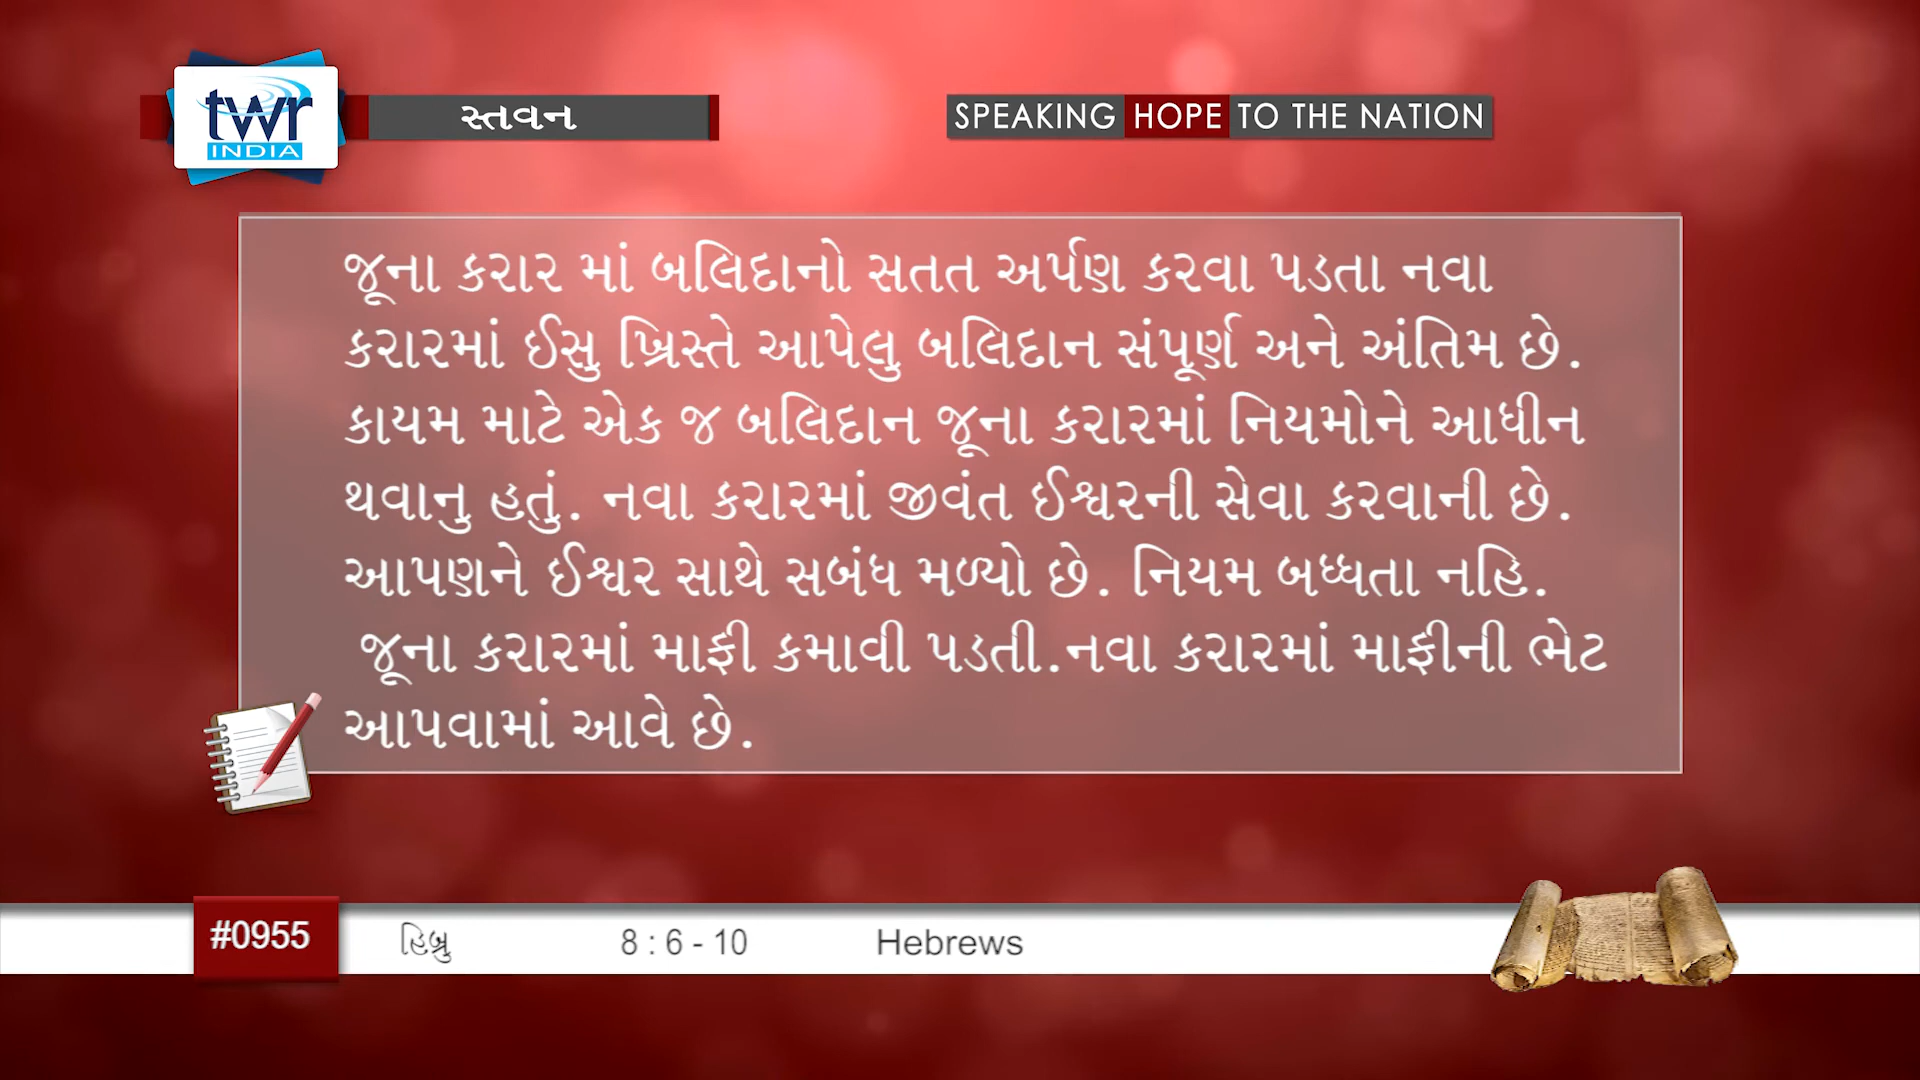 twr
INDIA
સ્તવન
SPEAKING HOPE TO THE NATION
જૂના કરાર માં બલિદાનો સતત અર્પણ કરવા પડતા નવા
કરારમાં ઈસુ ખ્રિસ્તે આપેલુ બલિદાન સંપૂર્ણ અને અંતિમ છે.
કાયમ માટે એક જ બલિદાન જૂના કરારમાં નિયમોને આધીન
થવાનુ હતું. નવા કરારમાં જીવંત ઈશ્વરની સેવા કરવાની છે.
આપણને ઈશ્વર સાથે સબંધ મળ્યો છે. નિયમ બધ્ધતા નહિ.
જૂના કરારમાં માફી કમાવી પડતી.નવા કરારમાં માફીની ભેટ
આપવામાં આવે છે.
#0955 હિબ્રુ 8 : 6 - 10 Hebrews